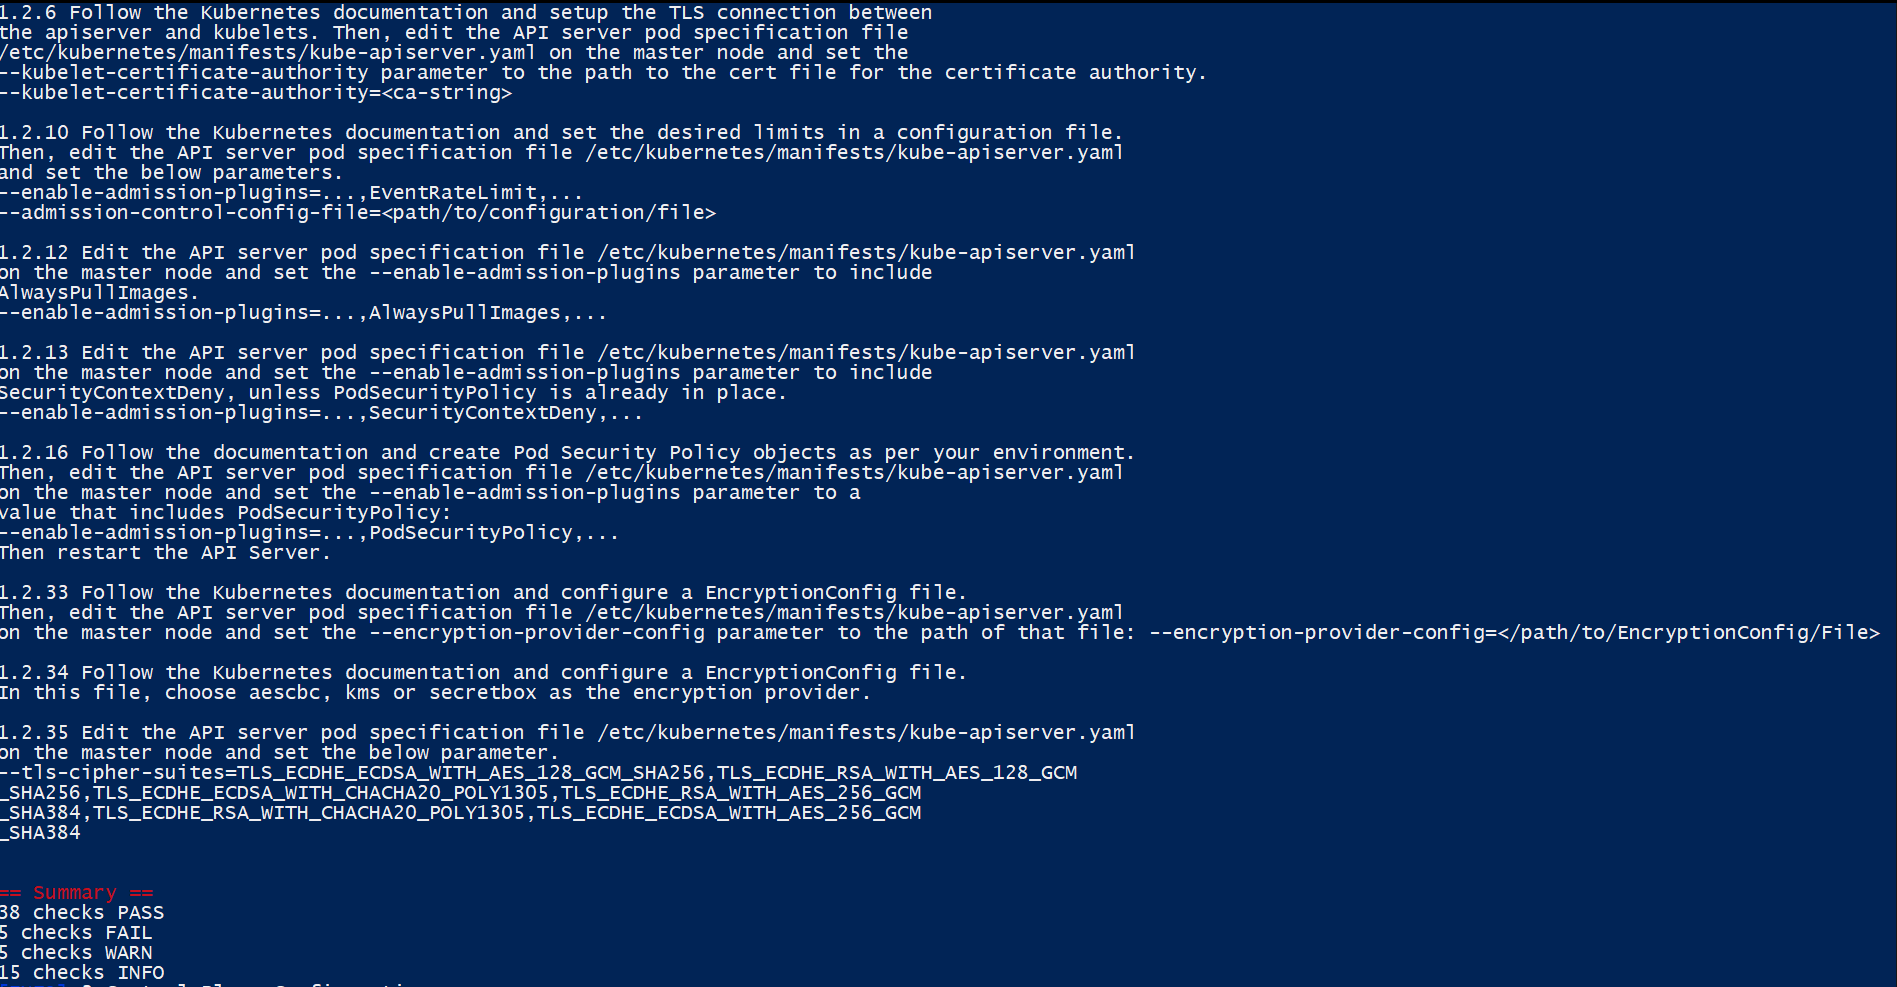 1.2.6 Follow the Kubernetes documentation and setup the TLS connection between
the apiserver and kubelets. Then, edit the API server pod specification file
/etc/kubernetes/manifests/kube-apiserver.yaml on the master node and set the
--kubelet-certificate-authority parameter to the path to the cert file for the certificate authority.
--kubelet-certificate-authority=<ca-string>
1.2.10 Follow the Kubernetes documentation and set the desired limits in a configuration file.
Then, edit the API server pod specification file /etc/kubernetes/manifests/kube-apiserver.yaml
and set the below parameters.
--enable-admission-plugins=...,EventRateLimit,...
--admission-control-config-file=<path/to/configuration/file>
1.2.12 Edit the API server pod specification file /etc/kubernetes/manifests/kube-apiserver.yaml
on the master node and set the --enable-admission-plugins parameter to include
AlwaysPullImages.
--enable-admission-plugins=...,AlwaysPullImages,...
1.2.13 Edit the API server pod specification file /etc/kubernetes/manifests/kube-apiserver.yaml
on the master node and set the --enable-admission-plugins parameter to include
SecurityContextDeny, unless PodSecurityPolicy is already in place.
--enable-admission-plugins=...,SecurityContextDeny,...
1.2.16 Follow the documentation and create Pod Security Policy objects as per your environment.
Then, edit the API server pod specification file /etc/kubernetes/manifests/kube-apiserver.yaml
on the master node and set the --enable-admission-plugins parameter to a
value that includes PodSecurityPolicy:
--enable-admission-plugins=...,PodSecurityPolicy,...
Then restart the API Server.
1.2.33 Follow the Kubernetes documentation and configure a EncryptionConfig file.
Then, edit the API server pod specification file /etc/kubernetes/manifests/kube-apiserver.yaml
on the master node and set the --encryption-provider-config parameter to the path of that file: --encryption-provider-config=</path/to/EncryptionConfig/File>
1.2.34 Follow the Kubernetes documentation and configure a EncryptionConfig file.
In this file, choose aescbc, kms or secretbox as the encryption provider.
1.2.35 Edit the API server pod specification file /etc/kubernetes/manifests/kube-apiserver.yaml
on the master node and set the below parameter.
--tls-cipher-suites=TLS_ECDHE_ECDSA_WITH_AES_128_GCM_SHA256,TLS_ECDHE_RSA_WITH_AES_128_GCM
_SHA256,TLS_ECDHE_ECDSA_WITH_CHACHA20_POLY1305,TLS_ECDHE_RSA_WITH_AES_256_GCM
_SHA384,TLS_ECDHE_RSA_WITH_CHACHA20_POLY1305,TLS_ECDHE_ECDSA_WITH_AES_256_GCM
_SHA384
== Summary ==
38 checks PASS
5 checks FAIL
5 checks WARN
15 checks INFO